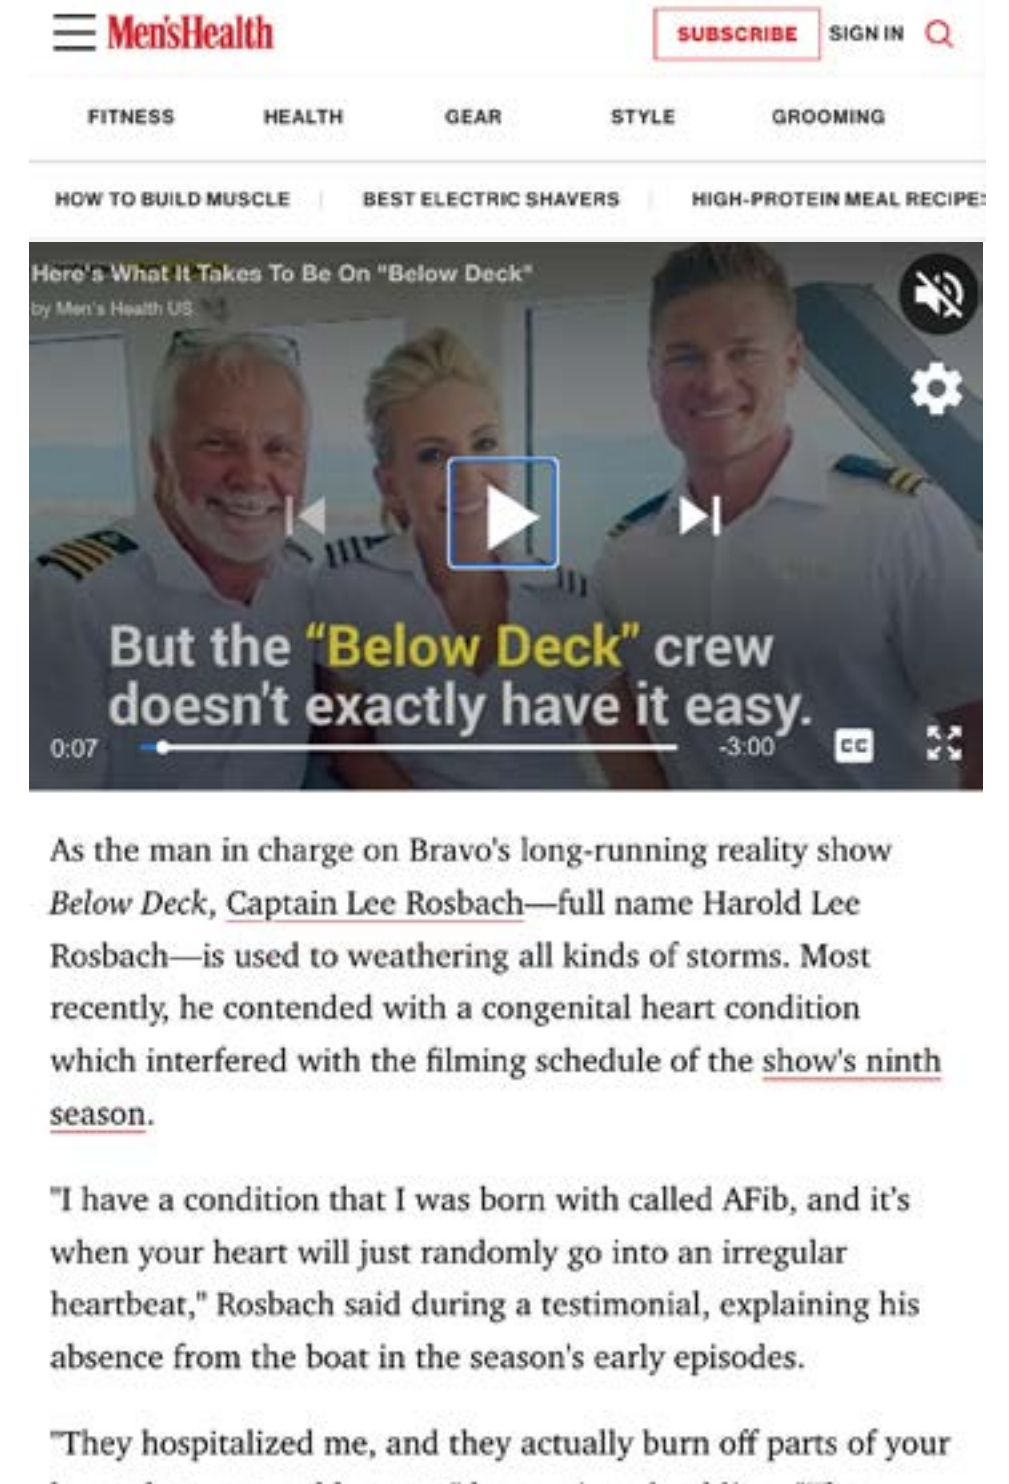 Men'sHealth
SUBSCRIBE
SIGN IN
FITNESS
HEALTH
GEAR
STYLE
GROOMING
HOW TO BUILD MUSCLE
BEST ELECTRIC SHAVERS
HIGH-PROTEIN MEAL RECIPES
Here's What It Takes To Be On "Below Deck"
by Men's Health US
But the “Below Deck” crew
doesn't exactly have it easy.
0:07
-3:00
CC
As the man in charge on Bravo's long-running reality show
Below Deck, Captain Lee Rosbach—full name Harold Lee
Rosbach—is used to weathering all kinds of storms. Most
recently, he contended with a congenital heart condition
which interfered with the filming schedule of the show's ninth
season.
"I have a condition that I was born with called AFib, and it's
when your heart will just randomly go into an irregular
heartbeat," Rosbach said during a testimonial, explaining his
absence from the boat in the season's early episodes.
"They hospitalized me, and they actually burn off parts of your